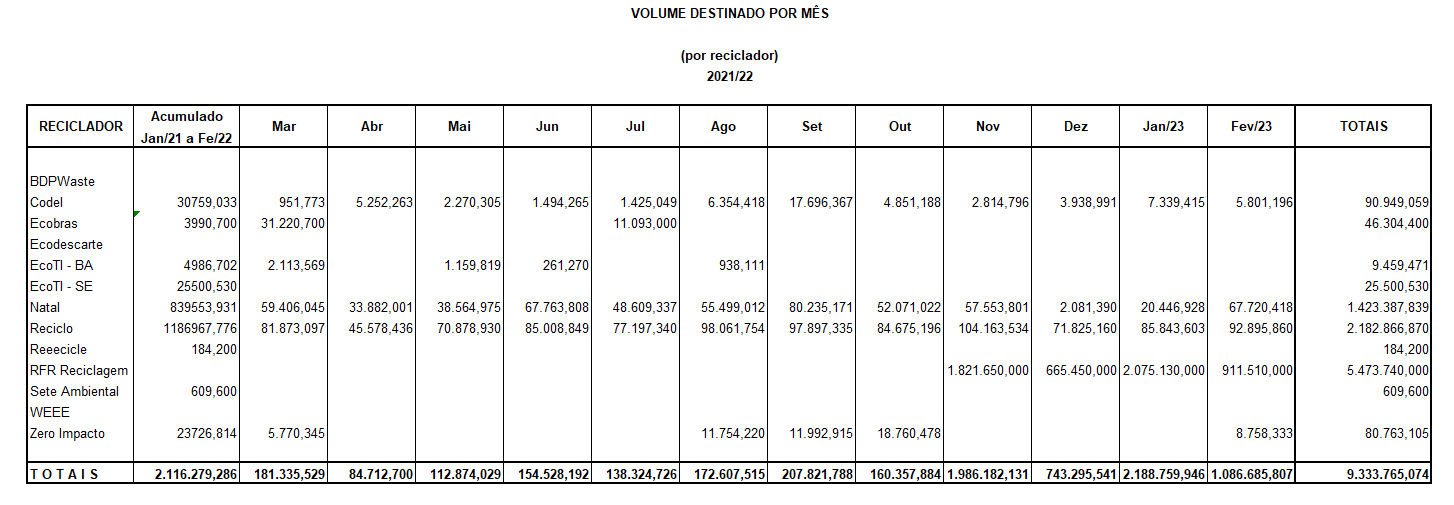 VOLUME DESTINADO POR MÊS
(por reciclador)
2021/22
RECICLADOR Acumulado Jan/21 a Fe/22 Mar Abr Mai Jun Jul Ago Set Out Nov Dez Jan/23 Fev/23 TOTAIS
BDPWaste
Codel 30759,033 951,773 5.252,263 2.270,305 1.494,265 1.425,049 6.354,418 17.696,367 4.851,188 2.814,796 3.938,991 7.339,415 5.801,196 90.949,059
Ecobras 3990,700 31.220,700 11.093,000 46.304,400
Ecodescarte
EcoTI - BA 4986,702 2.113,569 1.159,819 261,270 938,111 9.459,471
EcoTI - SE 25500,530 25.500,530
Natal 839553,931 59.406,045 33.882,001 38.564,975 67.763,808 48.609,337 55.499,012 80.235,171 52.071,022 57.553,801 2.081,390 20.446,928 67.720,418 1.423.387,839
Reciclo 1186967,776 81.873,097 45.578,436 70.878,930 85.008,849 77.197,340 98.061,754 97.897,335 84.675,196 104.163,534 71.825,160 85.843,603 92.895,860 2.182.866,870
Reeecicle 184,200 184,200
RFR Reciclagem 1.821.650,000 665.450,000 2.075.130,000 911.510,000 5.473.740,000
Sete Ambiental 609,600 609,600
WEEE
Zero Impacto 23726,814 5.770,345 11.754,220 11.992,915 18.760,478 8.758,333 80.763,105
T O T A I S 2.116.279,286 181.335,529 84.712,700 112.874,029 154.528,192 138.324,726 172.607,515 207.821,788 160.357,884 1.986.182,131 743.295,541 2.188.759,946 1.086.685,807 9.333.765,074